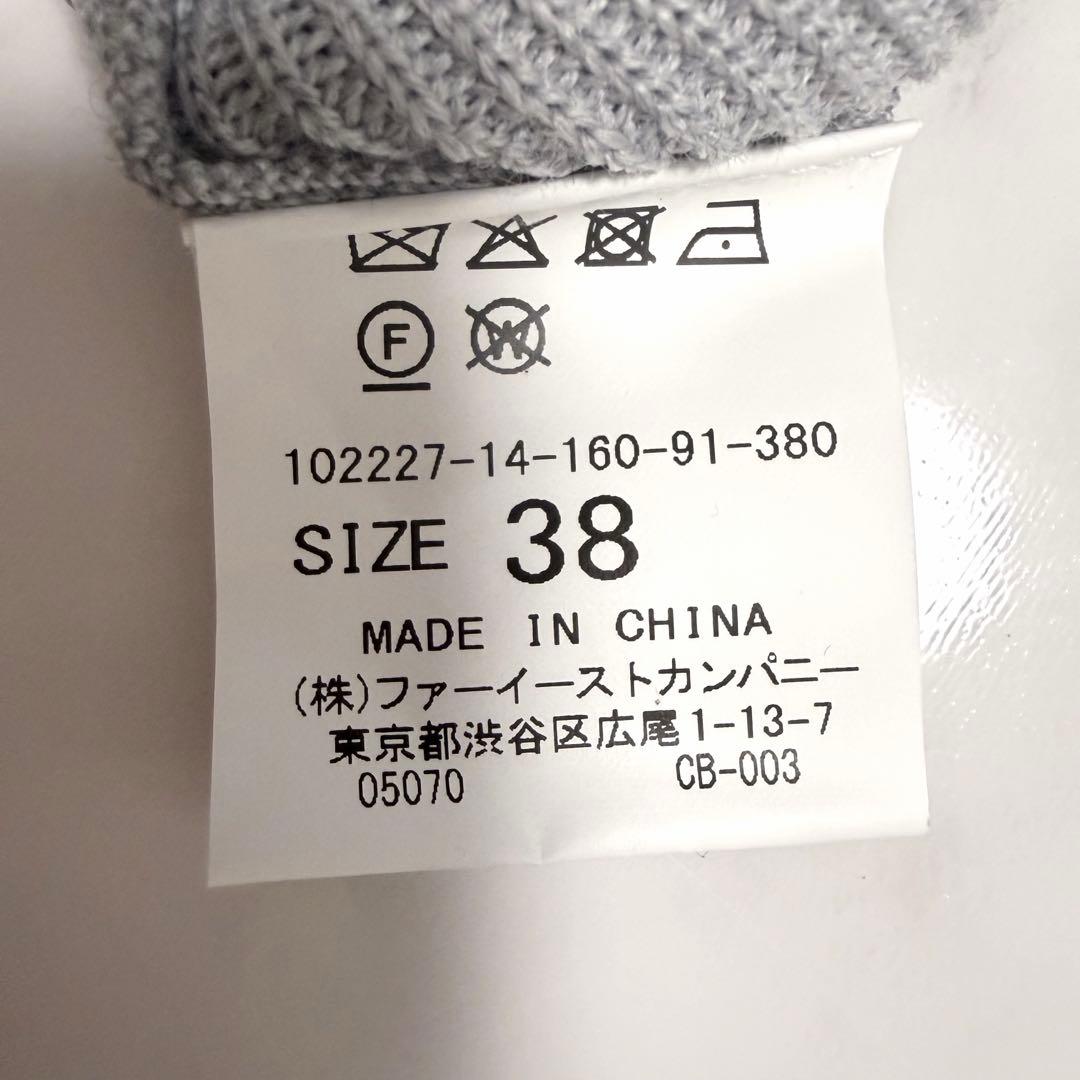 F W
102227-14-160-91-380
SIZE 38
MADE IN CHINA
(株)ファーイーストカンパニー
東京都渋谷区広尾1-13-7
05070 CB-003